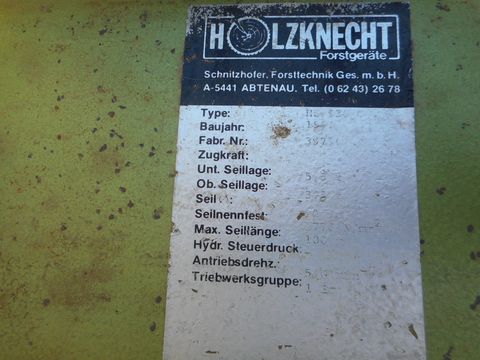 HOLZKNECHT
Forstgeräte
Schnitzhofer, Forsttechnik Ges. m. b. H.
A-5441 ABTENAU, Tel. (0 62 43) 26 78
Type:
Baujahr:
Fabr. Nr.:
Zugkraft:
Unt. Seillage:
Ob. Seillage:
Seil
Seilnennfest.
Max. Seillänge:
Hydr. Steuerdruck
Antriebsdrehz.:
Triebwerksgruppe: